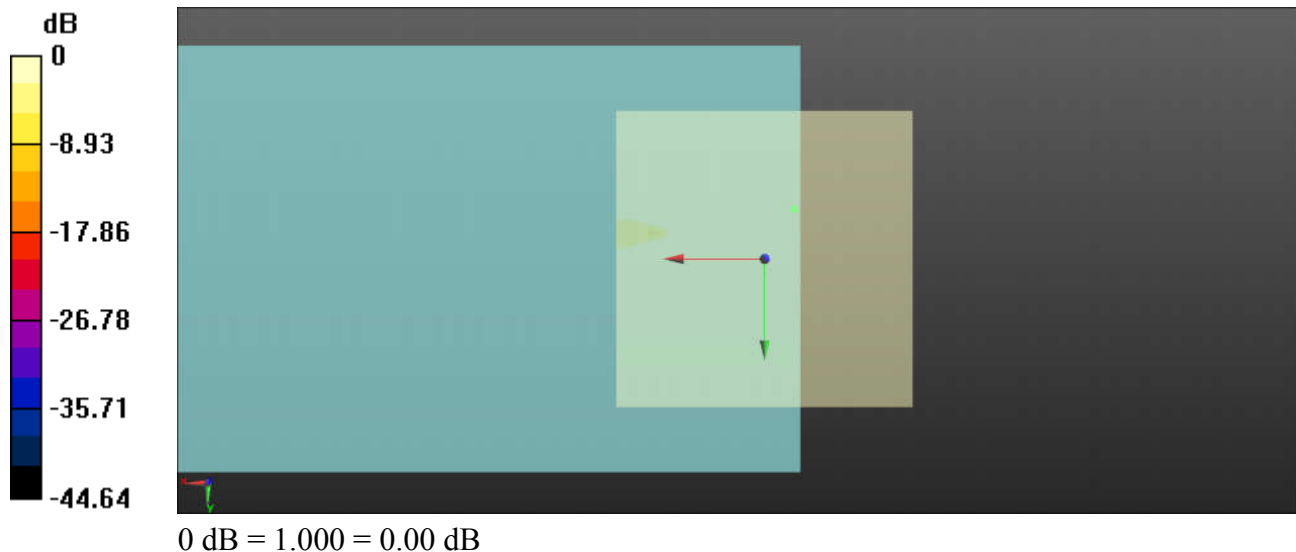 dB
0
-8.93
-17.86
-26.78
-35.71
-44.64
x
y
0 dB = 1.000 = 0.00 dB